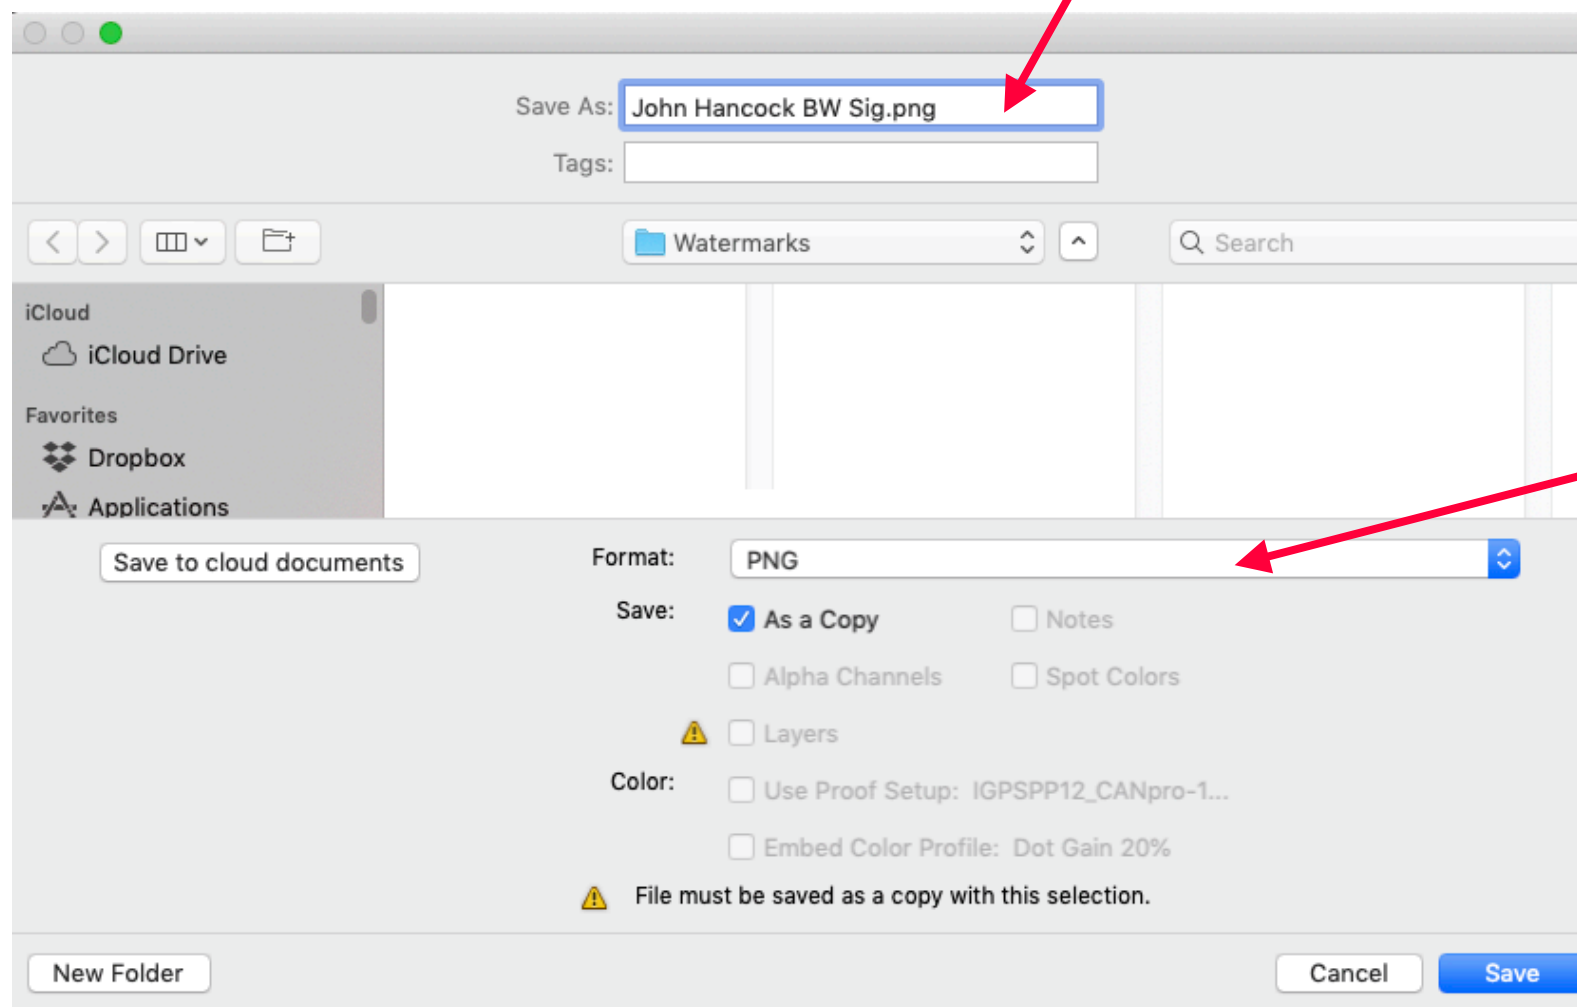 Save As: John Hancock BW Sig.png
Tags:
Watermarks
Search
iCloud
iCloud Drive
Favorites
Dropbox
Applications
Save to cloud documents
Format: PNG
Save: As a Copy Notes
Alpha Channels Spot Colors
Layers
Color: Use Proof Setup: IGPSPP12_CANpro-1...
Embed Color Profile: Dot Gain 20%
File must be saved as a copy with this selection.
New Folder Cancel Save